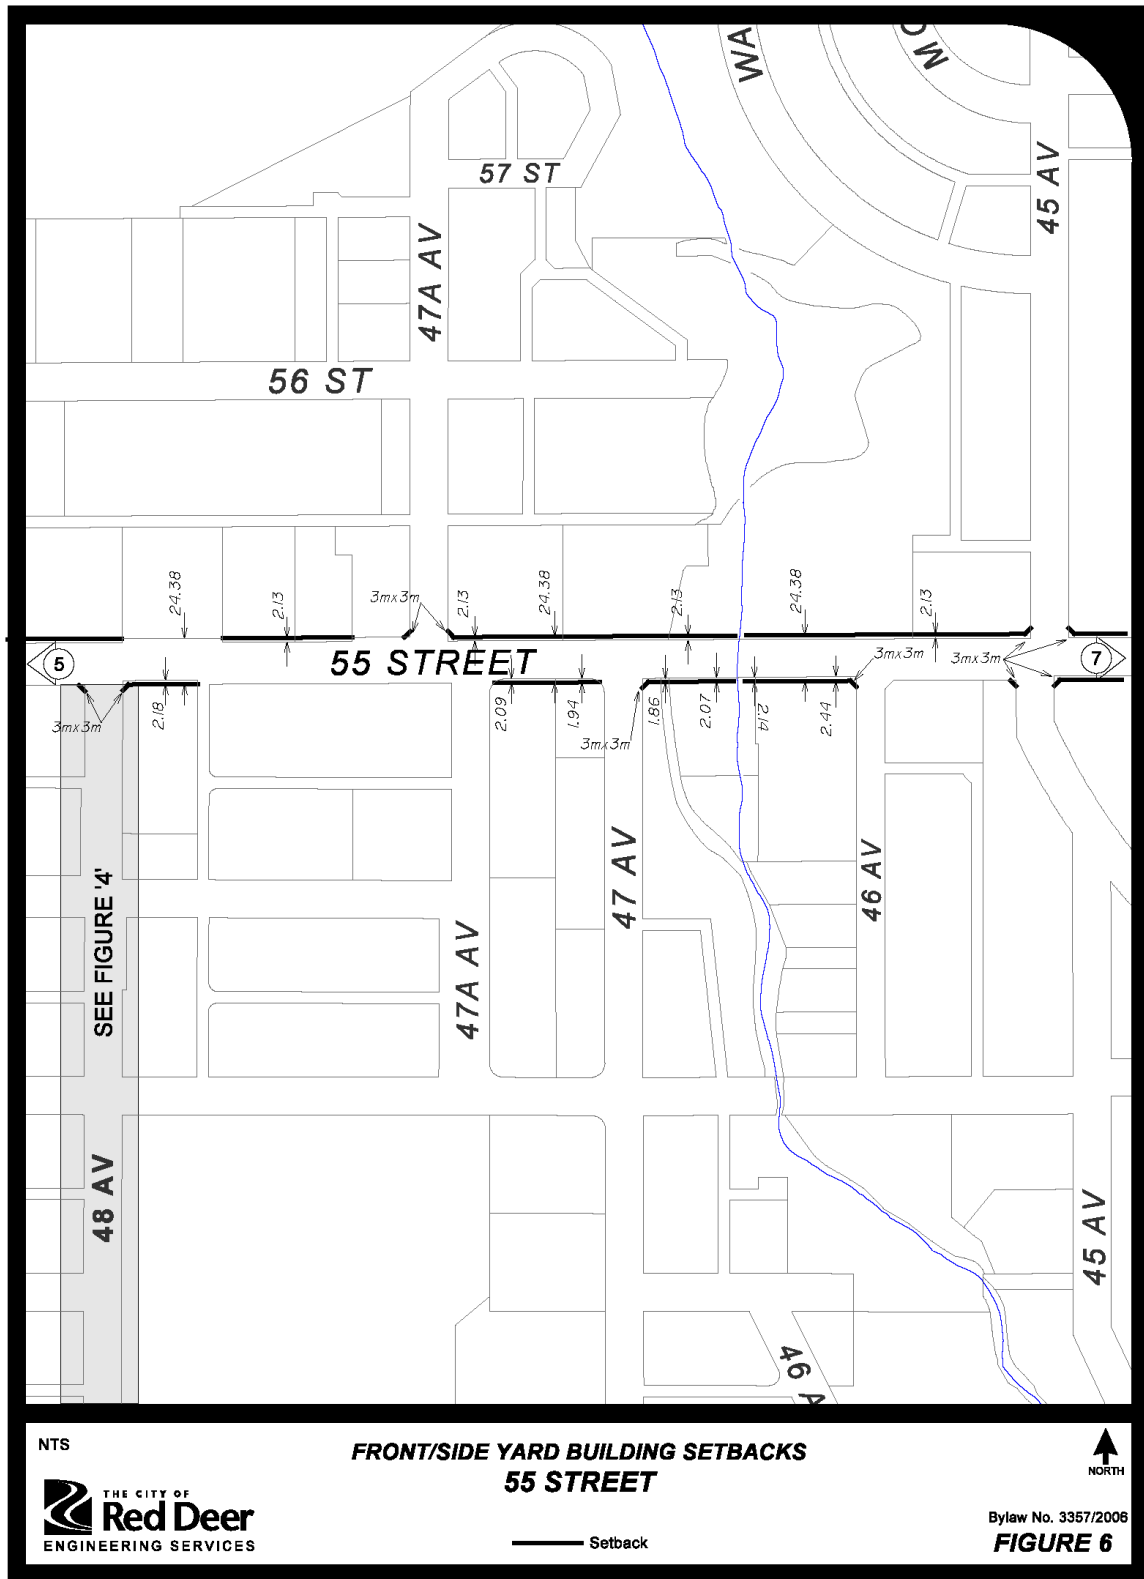 WA
MO
45 AV
57 ST
47A AV
56 ST
24.38
2.13
3mx3m
2.13
24.38
2.13
24.38
2.13
5
55 STREET
3mx3m
3mx3m
7
3mx3m
2.18
2.09
1.94
3mx3m
1.86
2.07
2.14
2.44
SEE FIGURE '4'
47 AV
46 AV
47A AV
48 AV
45 AV
46 A
NTS
FRONT/SIDE YARD BUILDING SETBACKS
55 STREET
NORTH
THE CITY OF
Red Deer
ENGINEERING SERVICES
Setback
Bylaw No. 3357/2006
FIGURE 6